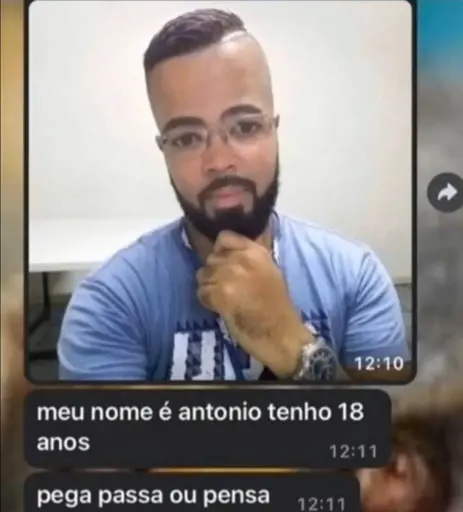 12:10
meu nome é antonio tenho 18
anos
12:11
pega passa ou pensa
12:11